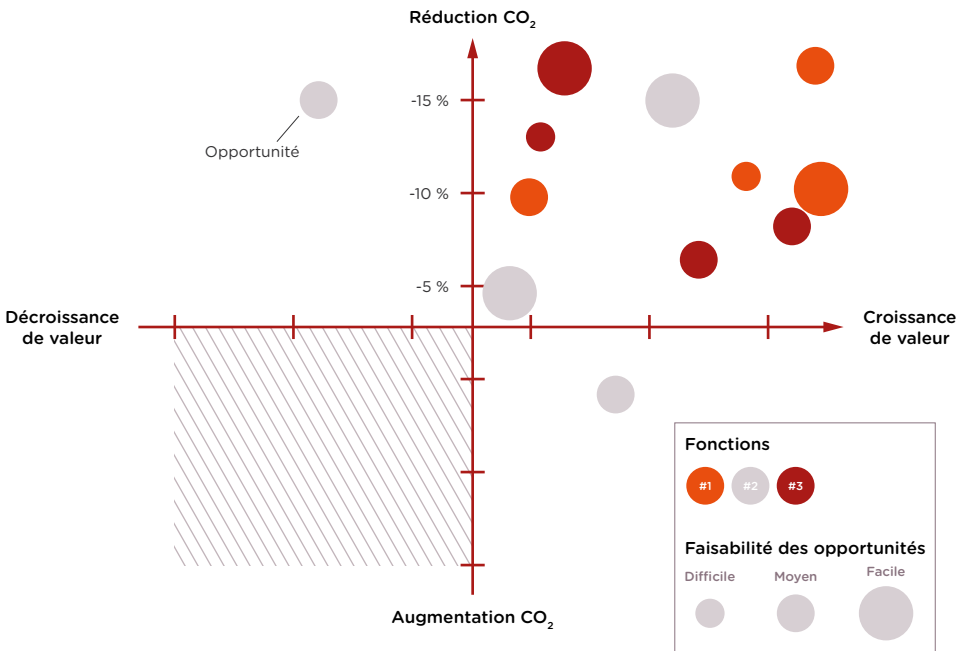 Réduction CO₂
-15 %
Opportunité
-10 %
-5 %
Décroissance
de valeur
Croissance
de valeur
Fonctions
#1 #2 #3
Faisabilité des opportunités
Difficile Moyen Facile
Augmentation CO₂